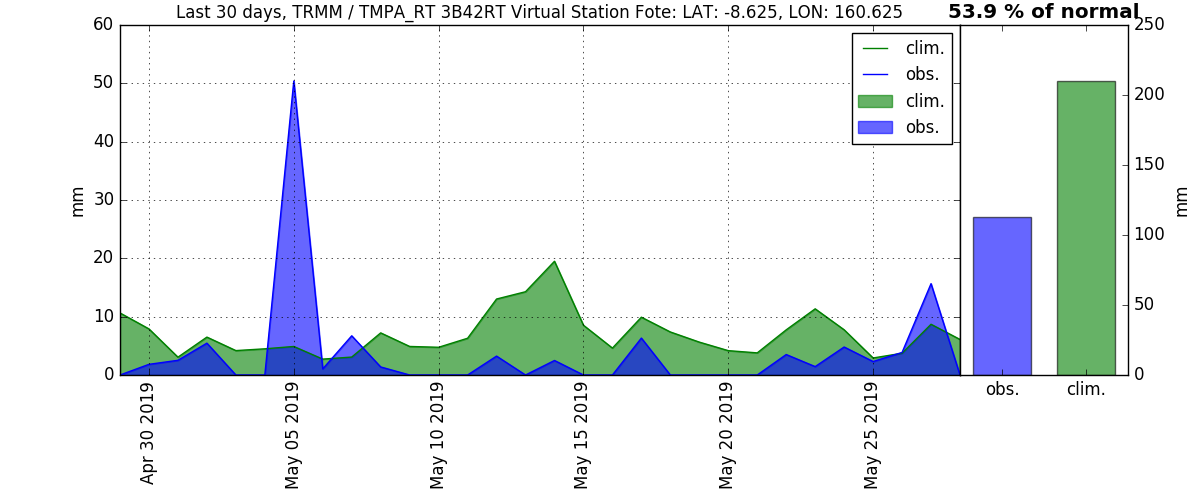 Last 30 days, TRMM / TMPA_RT 3B42RT Virtual Station Fote: LAT: -8.625, LON: 160.625
53.9 % of normal
60
50
40
30
20
10
0
mm
clim.
obs.
clim.
obs.
250
200
150
100
50
0
mm
Apr 30 2019
May 05 2019
May 10 2019
May 15 2019
May 20 2019
May 25 2019
obs.
clim.